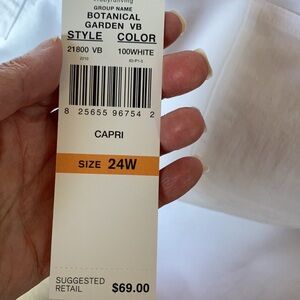 GROUP NAME
BOTANICAL
GARDEN VB
STYLE COLOR
21800 VB 100WHITE
8 25655 96754 2
CAPRI
SIZE 24W
SUGGESTED
RETAIL $69.00